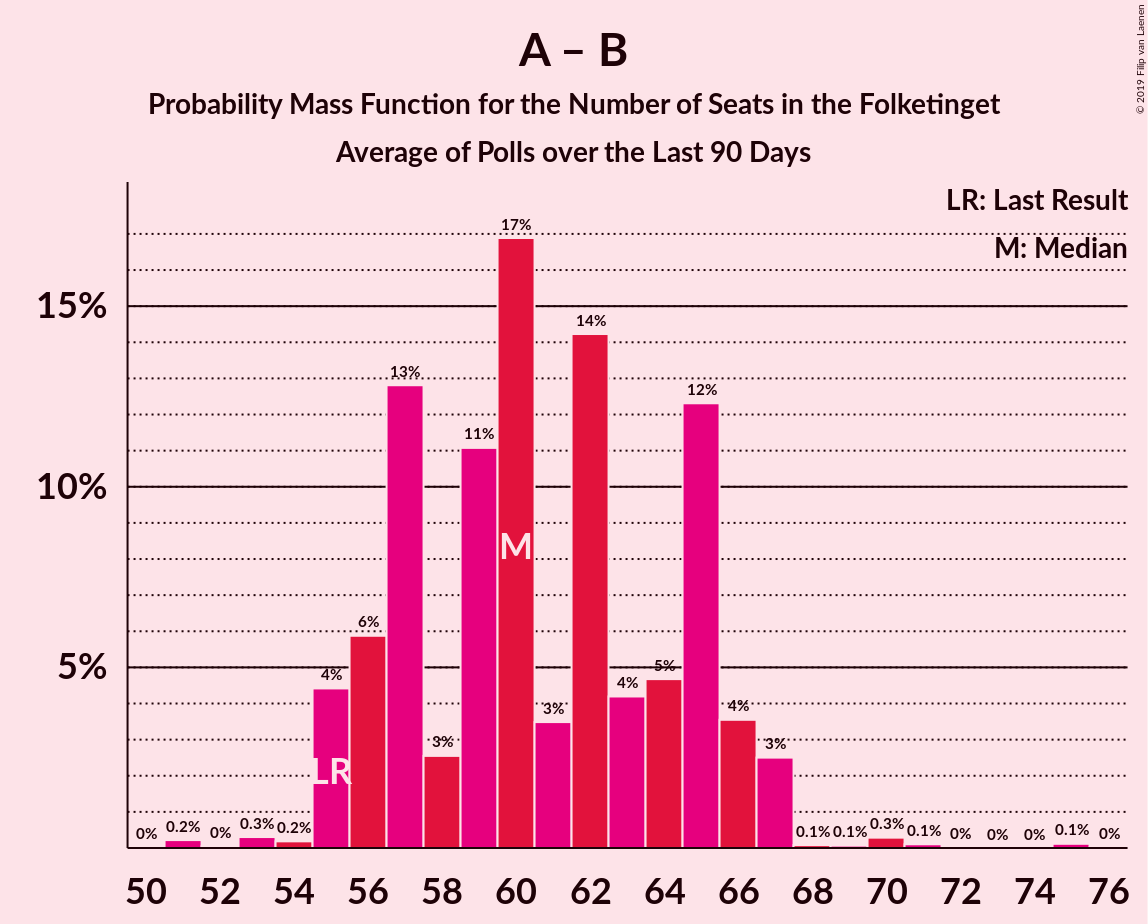 A – B
Probability Mass Function for the Number of Seats in the Folketinget
Average of Polls over the Last 90 Days
© 2019 Filip van Laenen
LR: Last Result
M: Median
15%
10%
5%
0% 0.2% 0% 0.3% 0.2% 4% 6% 13% 3% 11% 17% 3% 14% 4% 5% 12% 4% 3% 0.1% 0.1% 0.3% 0.1% 0% 0% 0% 0.1% 0%
LR
M
50 52 54 56 58 60 62 64 66 68 70 72 74 76